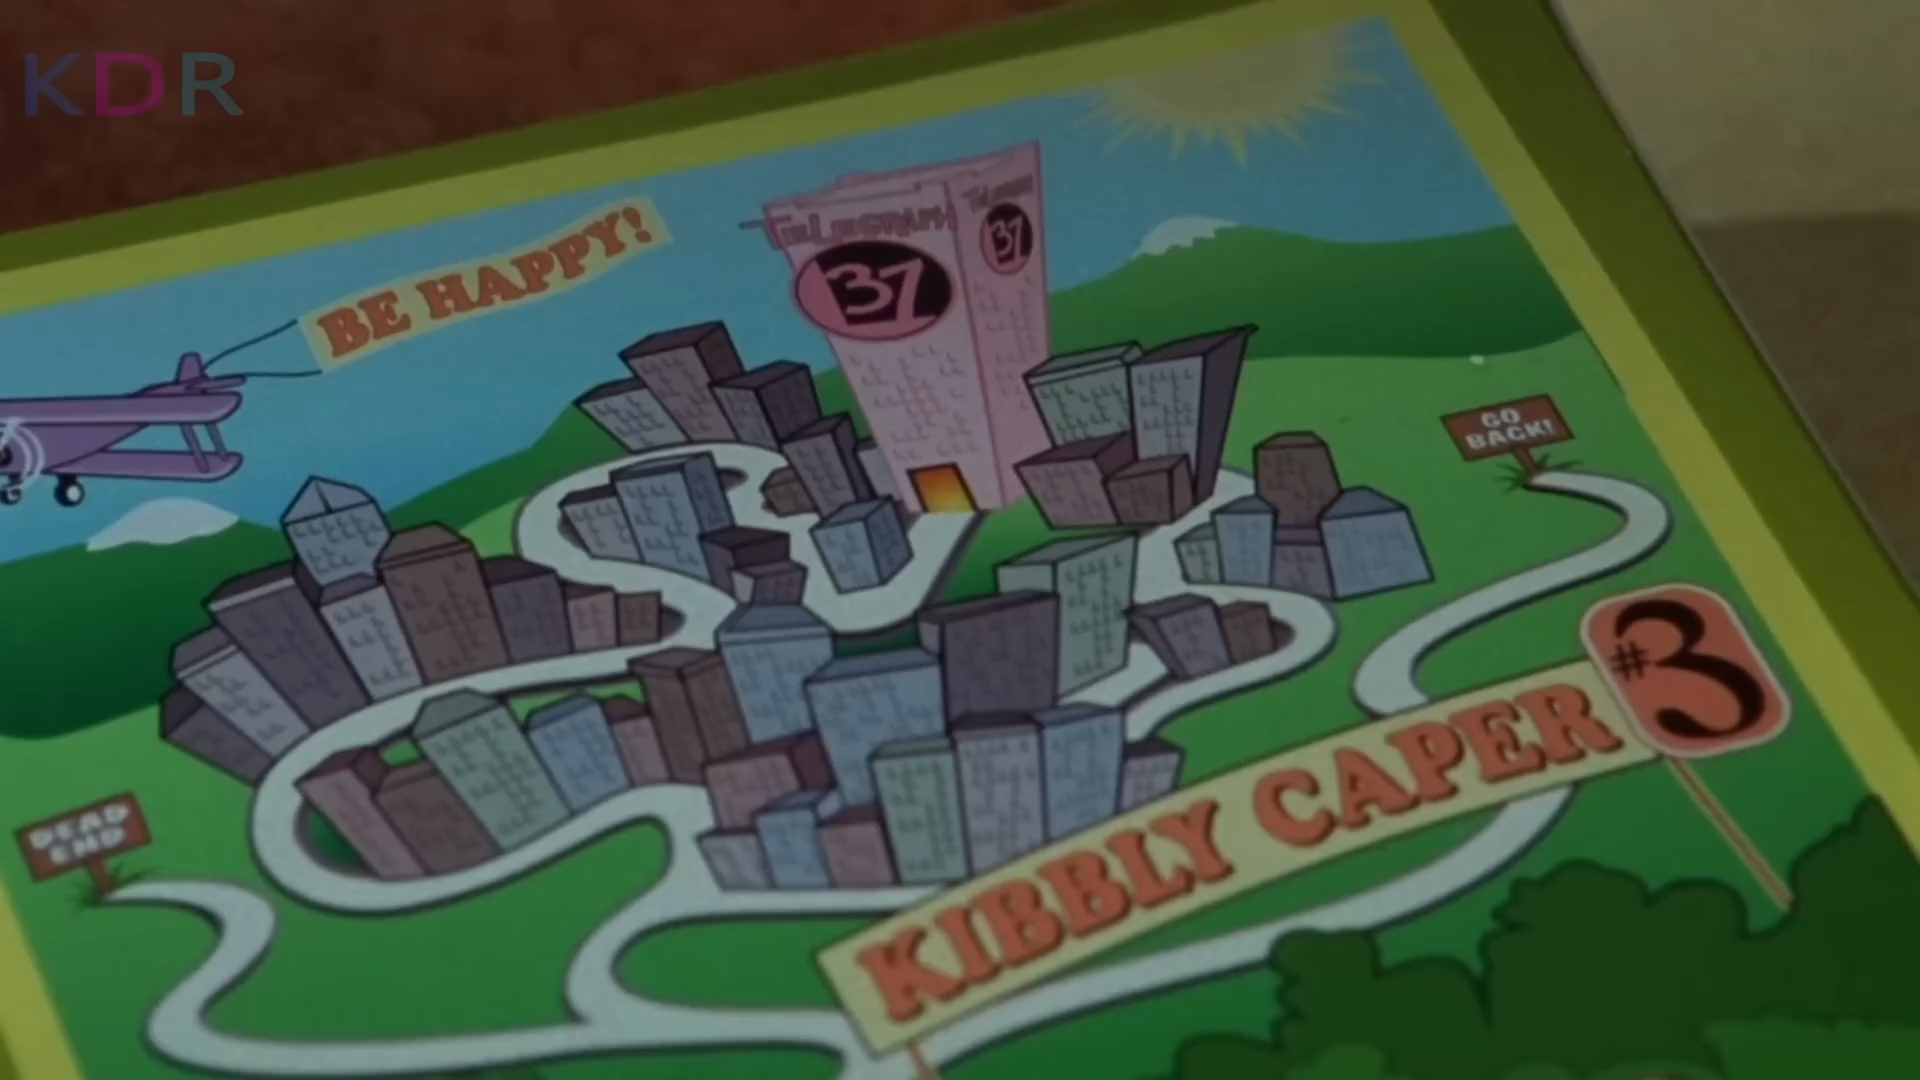 KDR
BE HAPPY!
37
37
GO
BACK!
#3
KIBBLY CAPER
DEAD
END